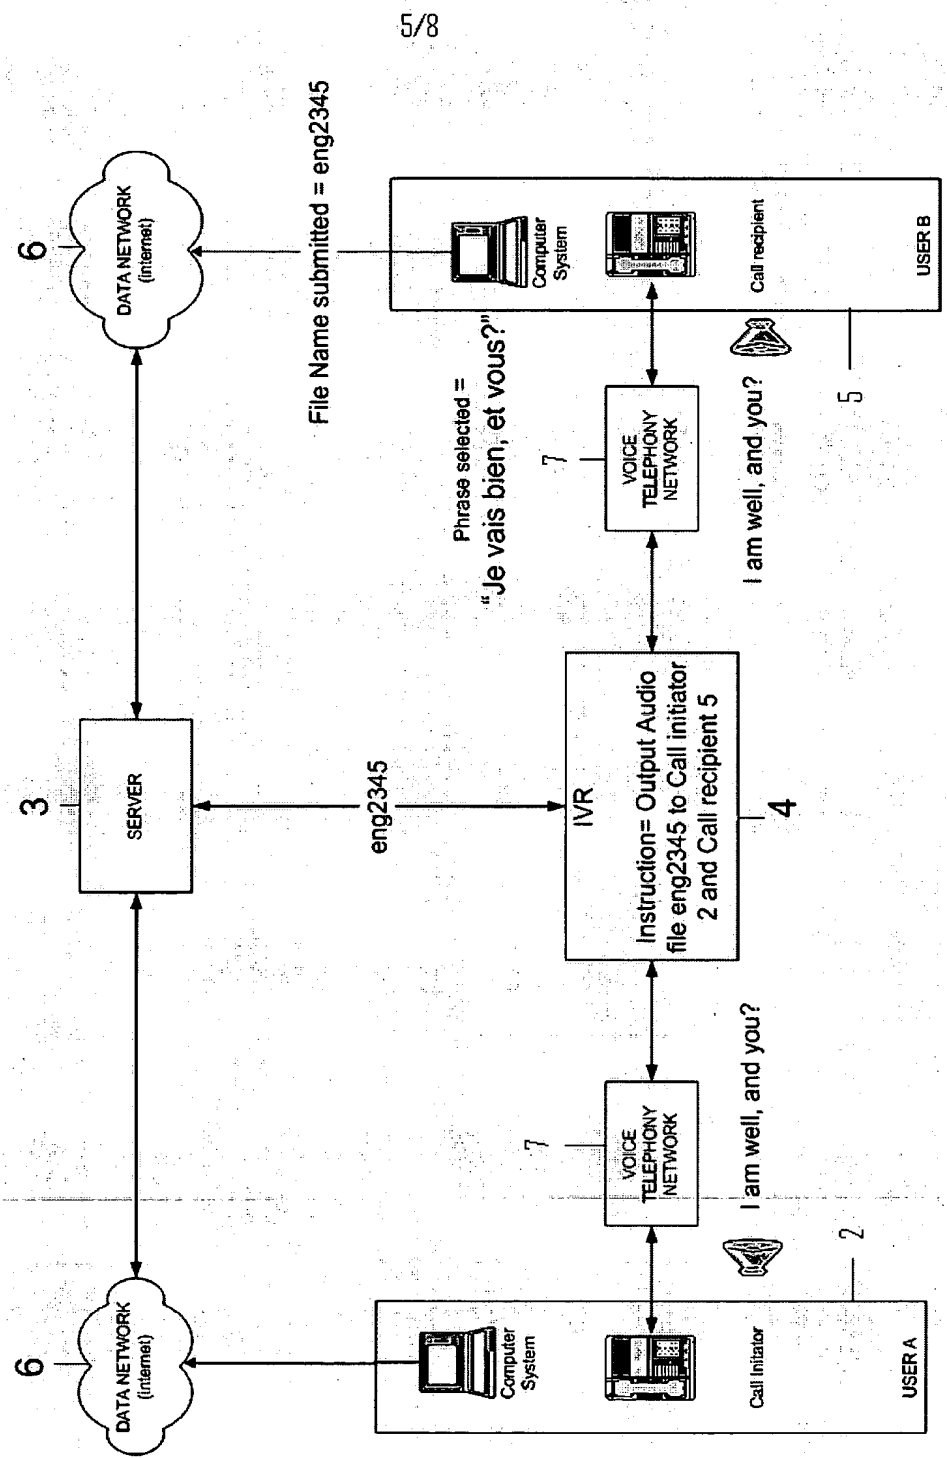 5/8
6
DATA NETWORK
(internet)
3
SERVER
6
DATA NETWORK
(internet)
File Name submitted = eng2345
eng2345
Computer
System
Phrase selected =
“Je vais bien, et vous?”
Computer
System
7
VOICE
TELEPHONY
NETWORK
IVR
Instruction= Output Audio
file eng2345 to Call initiator
2 and Call recipient 5
4
7
VOICE
TELEPHONY
NETWORK
Call Initiator
I am well, and you?
I am well, and you?
Call recipient
2
5
USER A
USER B